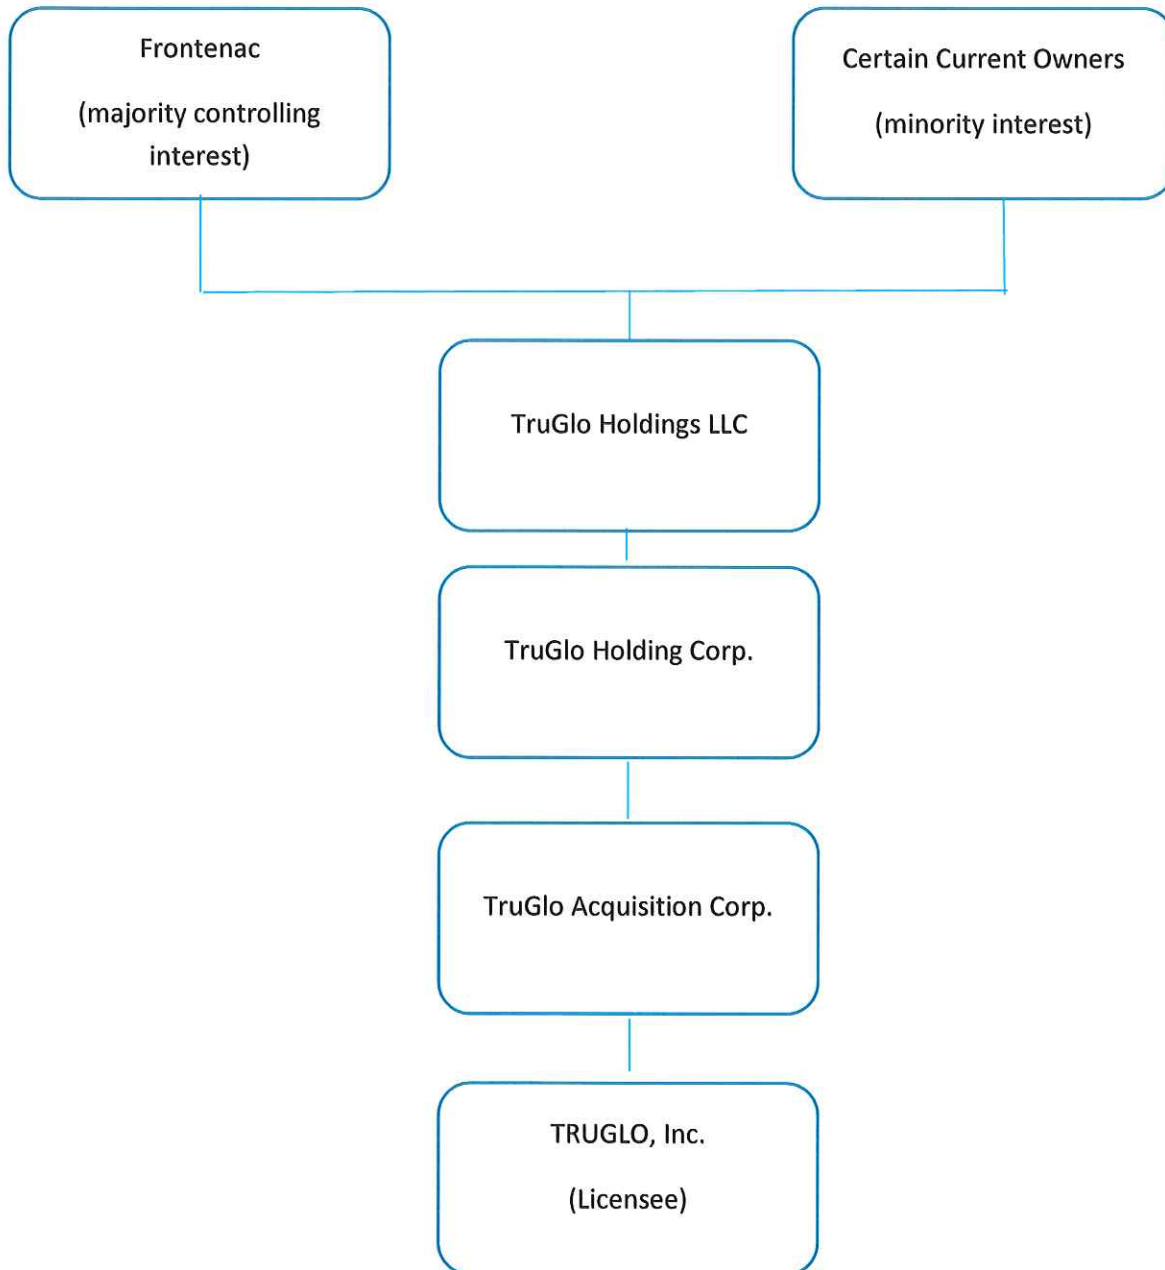 Frontenac
(majority controlling
interest)
Certain Current Owners
(minority interest)
TruGlo Holdings LLC
TruGlo Holding Corp.
TruGlo Acquisition Corp.
TRUGLO, Inc.
(Licensee)